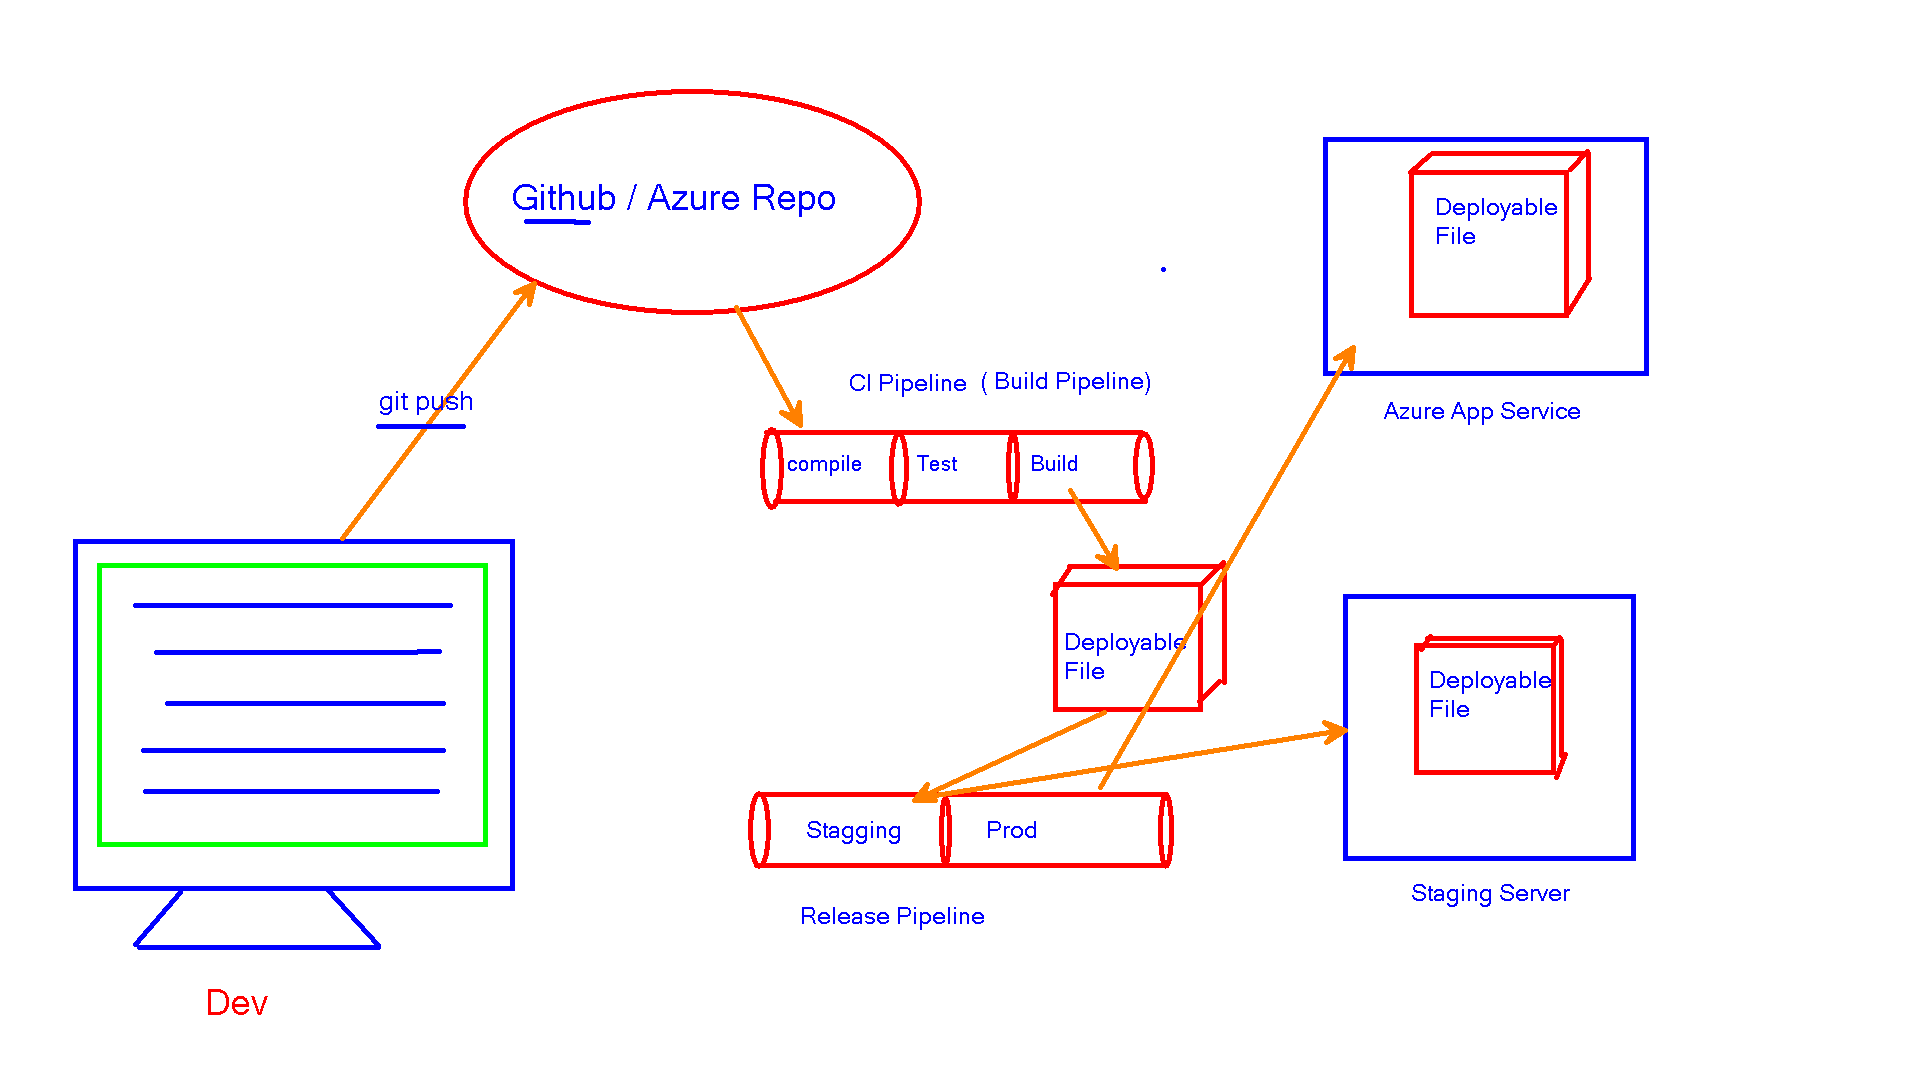 Github / Azure Repo
git push
CI Pipeline ( Build Pipeline)
compile
Test
Build
Deployable
File
Stagging
Prod
Release Pipeline
Deployable
File
Azure App Service
Deployable
File
Staging Server
Dev